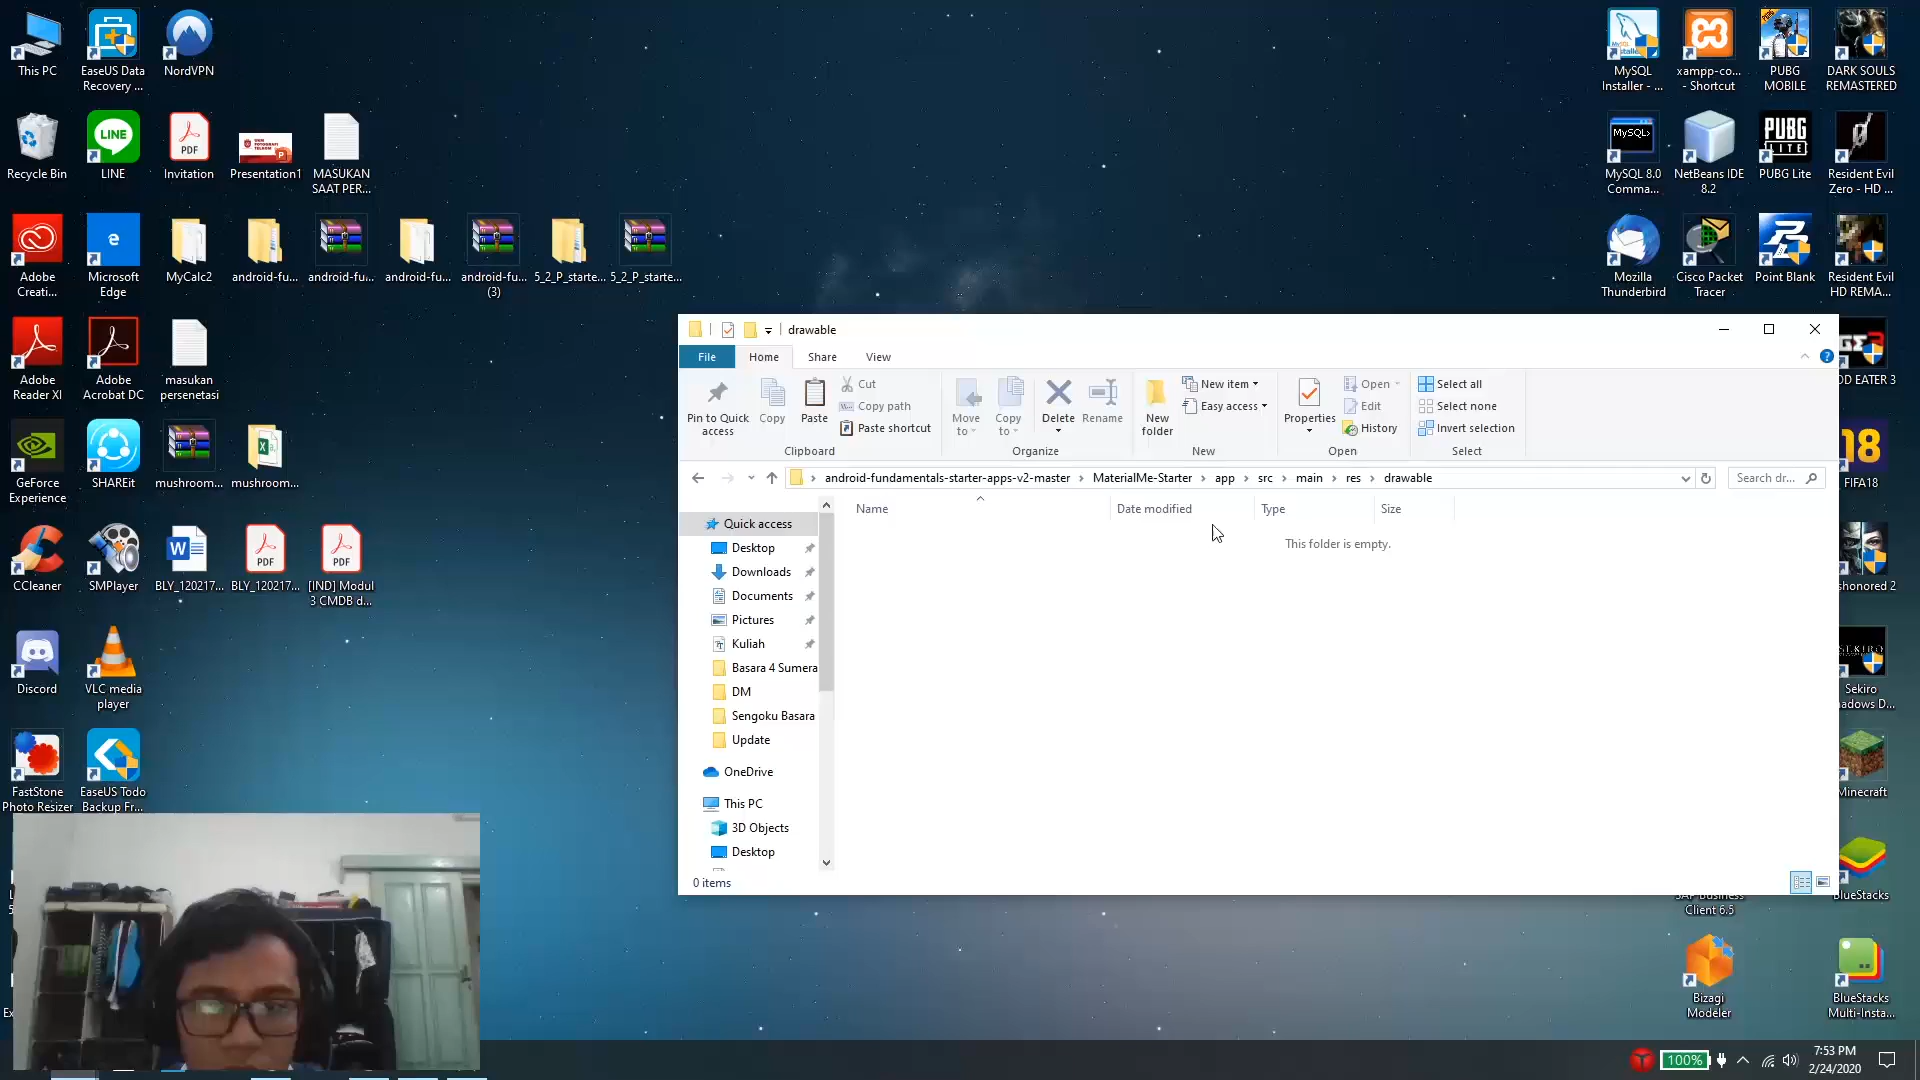 This PC
EaseUS Data
Recovery ...
NordVPN
Recycle Bin
LINE
LINE
PDF
Invitation
Presentation1
MASUKAN
SAAT PER...
Adobe
Creati...
Microsoft
Edge
MyCalc2
android-fu...
android-fu...
android-fu...
android-fu...
(3)
5_2_P_starte...
5_2_P_starte...
Adobe
Reader XI
Adobe
Acrobat DC
masukan
persenetasi
GeForce
Experience
SHAREit
mushroom...
mushroom...
CCleaner
SMPlayer
BLY_120217...
PDF
BLY_120217...
PDF
[IND] Modul
3 CMDB d...
Discord
VLC media
player
FastStone
Photo Resizer
EaseUS Todo
Backup Fr...
MySQL
Installer - ...
xampp-co...
- Shortcut
PUBG
MOBILE
DARK SOULS
REMASTERED
MySQL>
MySQL 8.0
Comma...
NetBeans IDE
8.2
PUBG
LITE
PUBG Lite
Resident Evil
Zero - HD ...
Mozilla
Thunderbird
Cisco Packet
Tracer
Point Blank
Resident Evil
HD REMA...
drawable
File
Home
Share
View
Pin to Quick
access
Copy
Paste
Cut
Copy path
Paste shortcut
Clipboard
Move
to
Copy
to
Delete
Rename
Organize
New
folder
New item
Easy access
New
Properties
Open
Edit
History
Open
Select all
Select none
Invert selection
Select
android-fundamentals-starter-apps-v2-master
MaterialMe-Starter
app
src
main
res
drawable
Search dr...
Name
Date modified
Type
Size
This folder is empty.
Quick access
Desktop
Downloads
Documents
Pictures
Kuliah
Basara 4 Sumera
DM
Sengoku Basara
Update
OneDrive
This PC
3D Objects
Desktop
0 items
DD EATER 3
18
FIFA18
shonored 2
Sekiro
adows D...
Minecraft
Client 6.5
BlueStacks
Bizagi
Modeler
BlueStacks
Multi-Insta...
100%
7:53 PM
2/24/2020